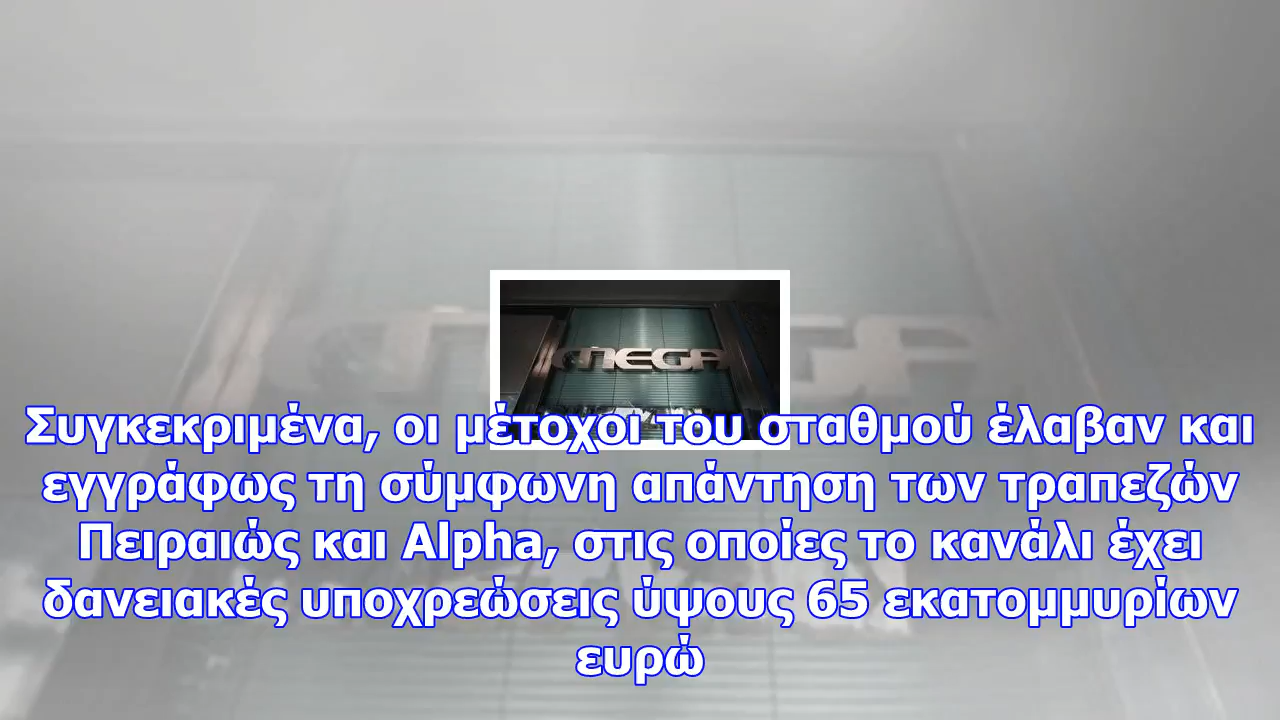 MEGA
Συγκεκριμένα, οι μέτοχοι του σταθμού έλαβαν και
εγγράφως τη σύμφωνη απάντηση των τραπεζών
Πειραιώς και Alpha, στις οποίες το κανάλι έχει
δανειακές υποχρεώσεις ύψους 65 εκατομμυρίων
ευρώ